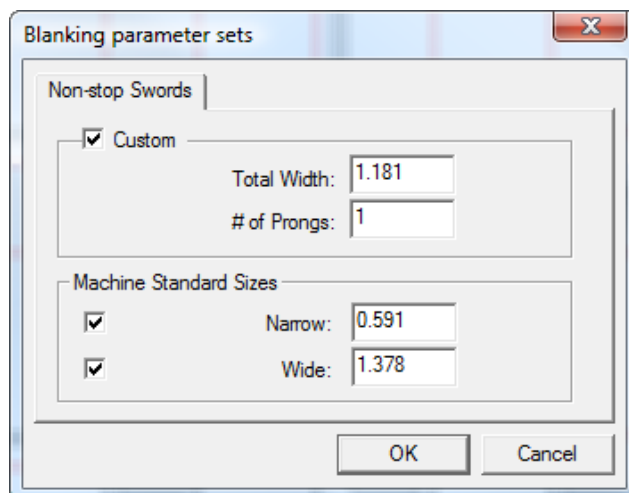 Blanking parameter sets
Non-stop Swords
Custom
Total Width: 1.181
# of Prongs: 1
Machine Standard Sizes
Narrow: 0.591
Wide: 1.378
OK Cancel